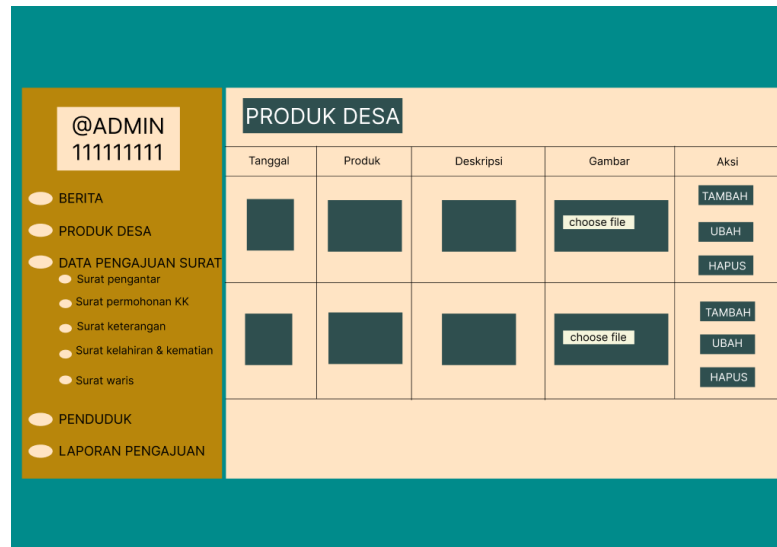 @ADMIN
111111111
BERITA
PRODUK DESA
DATA PENGAJUAN SURAT
Surat pengantar
Surat permohonan KK
Surat keterangan
Surat kelahiran & kematian
Surat waris
PENDUDUK
LAPORAN PENGAJUAN
PRODUK DESA
Tanggal Produk Deskripsi Gambar Aksi
choose file
TAMBAH
UBAH
HAPUS
choose file
TAMBAH
UBAH
HAPUS